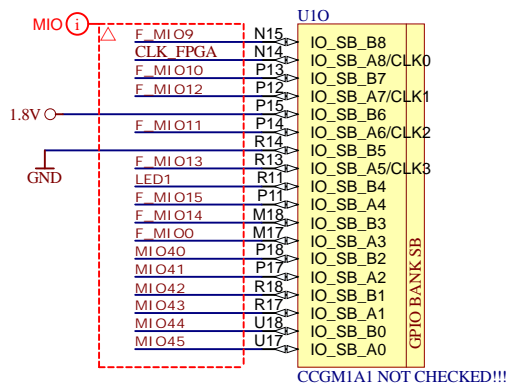 U1O
MIO i
F_MIO9 N15 IO_SB_B8
CLK_FPGA N14 IO_SB_A8/CLK0
F_MIO10 P13 IO_SB_B7
F_MIO12 P12 IO_SB_A7/CLK1
1.8V P15 IO_SB_B6
F_MIO11 P14 IO_SB_A6/CLK2
R14 IO_SB_B5
F_MIO13 R13 IO_SB_A5/CLK3
GND
LED1 R11 IO_SB_B4
F_MIO15 P11 IO_SB_A4
F_MIO14 M18 IO_SB_B3
F_MIO0 M17 IO_SB_A3
MIO40 P18 IO_SB_B2
MIO41 P17 IO_SB_A2
MIO42 R18 IO_SB_B1
MIO43 R17 IO_SB_A1
MIO44 U18 IO_SB_B0
MIO45 U17 IO_SB_A0
GPIO BANK SB
CCGM1A1 NOT CHECKED!!!